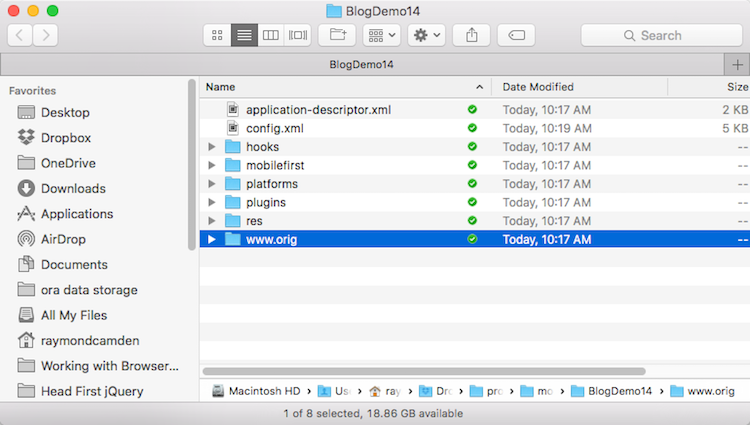 BlogDemo14
Search
BlogDemo14
Favorites
Desktop
Dropbox
OneDrive
Downloads
Applications
AirDrop
Documents
ora data storage
All My Files
raymondcamden
Working with Browser...
Head First jQuery
Name Date Modified Size
application-descriptor.xml Today, 10:17 AM 2 KB
config.xml Today, 10:19 AM 5 KB
hooks Today, 10:17 AM --
mobilefirst Today, 10:17 AM --
platforms Today, 10:17 AM --
plugins Today, 10:17 AM --
res Today, 10:17 AM --
www.orig Today, 10:17 AM --
Macintosh HD Use ray Dro pro mo BlogDemo14 www.orig
1 of 8 selected, 18.86 GB available